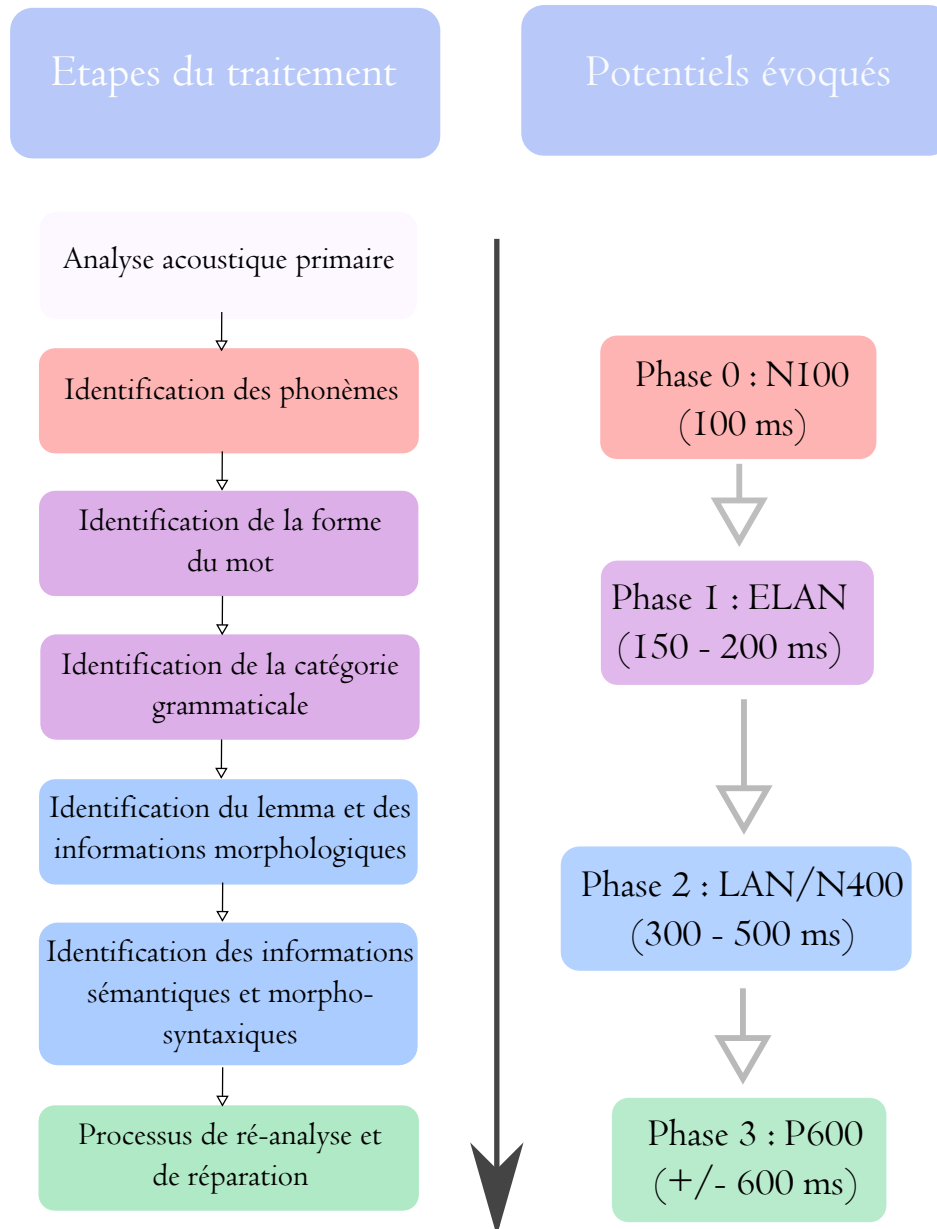 Etapes du traitement
Potentiels évoqués
Analyse acoustique primaire
Identification des phonèmes
Identification de la forme
du mot
Identification de la catégorie
grammaticale
Identification du lemma et des
informations morphologiques
Identification des informations
sémantiques et morpho-
syntaxiques
Processus de ré-analyse et
de réparation
Phase 0 : N100
(100 ms)
Phase 1 : ELAN
(150 - 200 ms)
Phase 2 : LAN/N400
(300 - 500 ms)
Phase 3 : P600
(+/- 600 ms)